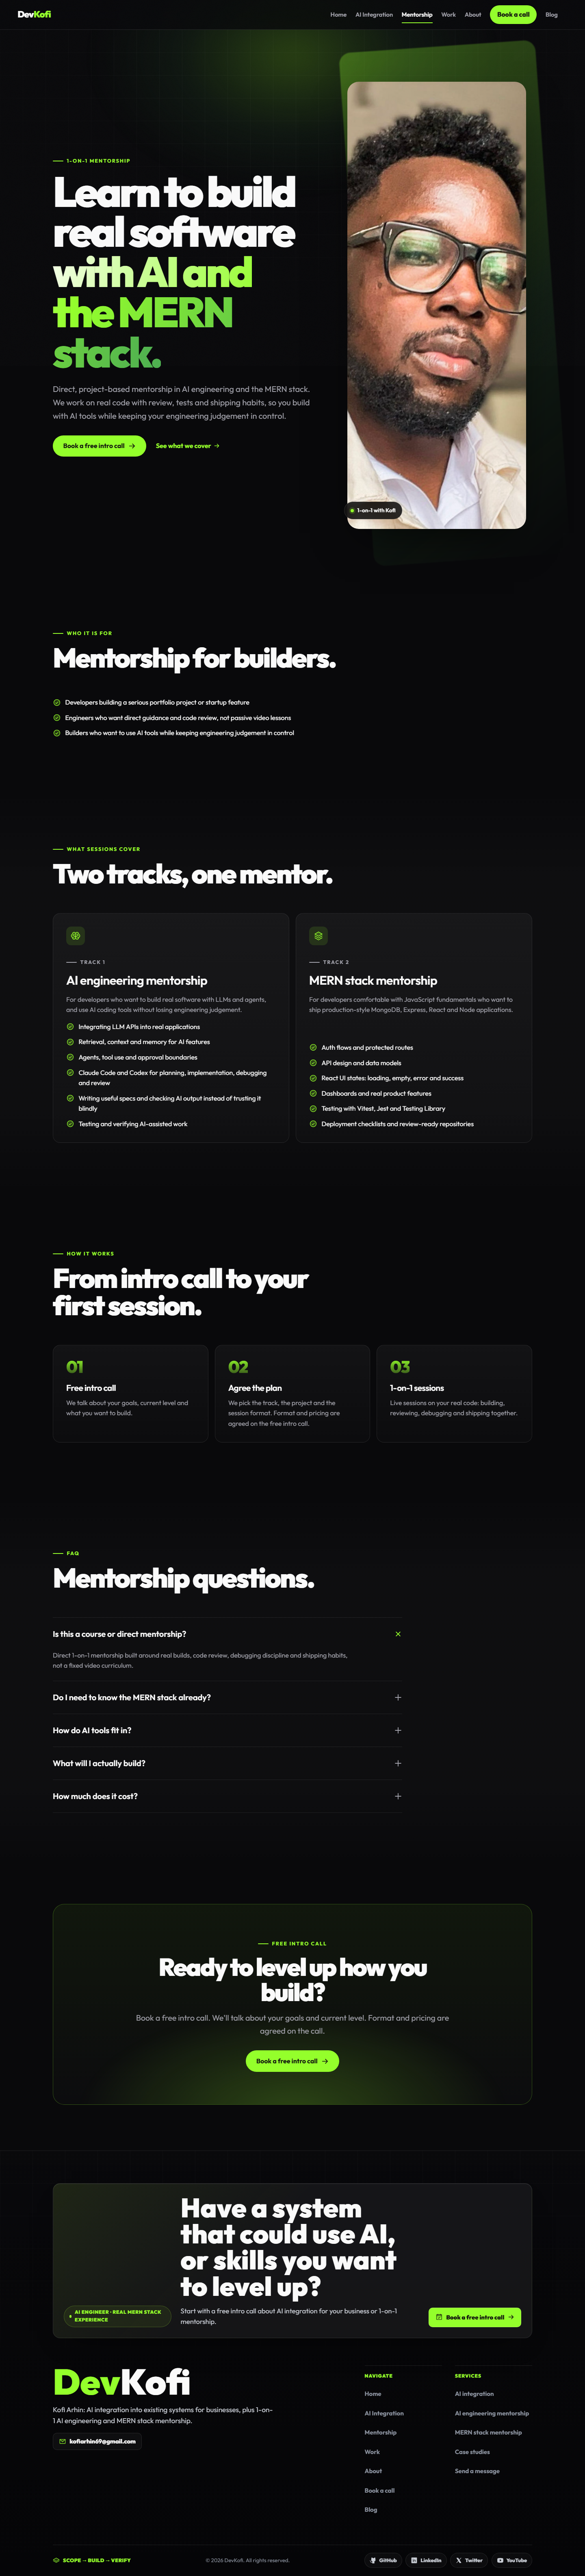 DevKofi
Home AI Integration Mentorship Work About Book a call Blog
1-ON-1 MENTORSHIP
Learn to build
real software
with AI and
the MERN
stack.
Direct, project-based mentorship in AI engineering and the MERN stack.
We work on real code with review, tests and shipping habits, so you build
with AI tools while keeping your engineering judgement in control.
Book a free intro call →
See what we cover →
1-on-1 with Kofi
WHO IT IS FOR
Mentorship for builders.
Developers building a serious portfolio project or startup feature
Engineers who want direct guidance and code review, not passive video lessons
Builders who want to use AI tools while keeping engineering judgement in control
WHAT SESSIONS COVER
Two tracks, one mentor.
TRACK 1
AI engineering mentorship
For developers who want to build real software with LLMs and agents,
and use AI coding tools without losing engineering judgement.
Integrating LLM APIs into real applications
Retrieval, context and memory for AI features
Agents, tool use and approval boundaries
Claude Code and Codex for planning, implementation, debugging
and review
Writing useful specs and checking AI output instead of trusting it
blindly
Testing and verifying AI-assisted work
TRACK 2
MERN stack mentorship
For developers comfortable with JavaScript fundamentals who want to
ship production-style MongoDB, Express, React and Node applications.
Auth flows and protected routes
API design and data models
React UI states: loading, empty, error and success
Dashboards and real product features
Testing with Vitest, Jest and Testing Library
Deployment checklists and review-ready repositories
HOW IT WORKS
From intro call to your
first session.
01
Free intro call
We talk about your goals, current level and
what you want to build.
02
Agree the plan
We pick the track, the project and the
session format. Format and pricing are
agreed on the free intro call.
03
1-on-1 sessions
Live sessions on your real code: building,
reviewing, debugging and shipping together.
FAQ
Mentorship questions.
Is this a course or direct mentorship?
Direct 1-on-1 mentorship built around real builds, code review, debugging discipline and shipping habits,
not a fixed video curriculum.
Do I need to know the MERN stack already?
How do AI tools fit in?
What will I actually build?
How much does it cost?
FREE INTRO CALL
Ready to level up how you
build?
Book a free intro call. We'll talk about your goals and current level. Format and pricing are
agreed on the call.
Book a free intro call →
AI ENGINEER · REAL MERN STACK
EXPERIENCE
Have a system
that could use AI,
or skills you want
to level up?
Start with a free intro call about AI integration for your business or 1-on-1
mentorship.
Book a free intro call →
DevKofi
Kofi Arhin: AI integration into existing systems for businesses, plus 1-on-
1 AI engineering and MERN stack mentorship.
kofiarhin69@gmail.com
NAVIGATE
Home
AI Integration
Mentorship
Work
About
Book a call
Blog
SERVICES
AI integration
AI engineering mentorship
MERN stack mentorship
Case studies
Send a message
SCOPE → BUILD → VERIFY
© 2026 DevKofi. All rights reserved.
GitHub LinkedIn Twitter YouTube